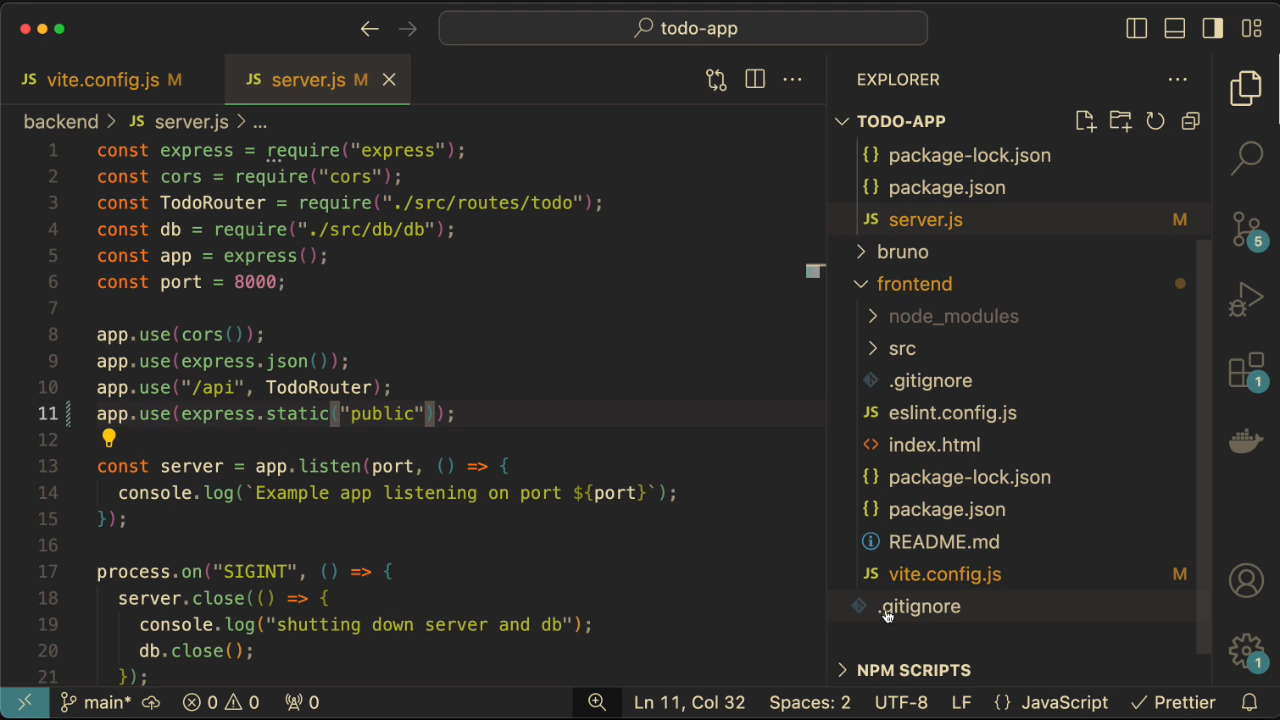 todo-app
JS vite.config.js M
JS server.js M
backend > JS server.js > ...
1 const express = require("express");
2 const cors = require("cors");
3 const TodoRouter = require("./src/routes/todo");
4 const db = require("./src/db/db");
5 const app = express();
6 const port = 8000;
7
8 app.use(cors());
9 app.use(express.json());
10 app.use("/api", TodoRouter);
11 app.use(express.static("public"));
12
13 const server = app.listen(port, () => {
14 console.log(`Example app listening on port ${port}`);
15 });
16
17 process.on("SIGINT", () => {
18 server.close(() => {
19 console.log("shutting down server and db");
20 db.close();
21 });
EXPLORER
TODO-APP
{} package-lock.json
{} package.json
JS server.js M
bruno
frontend
node_modules
src
.gitignore
JS eslint.config.js
<> index.html
{} package-lock.json
{} package.json
README.md
JS vite.config.js M
.gitignore
NPM SCRIPTS
5
1
1
main* 0 0 0 Ln 11, Col 32 Spaces: 2 UTF-8 LF {} JavaScript Prettier